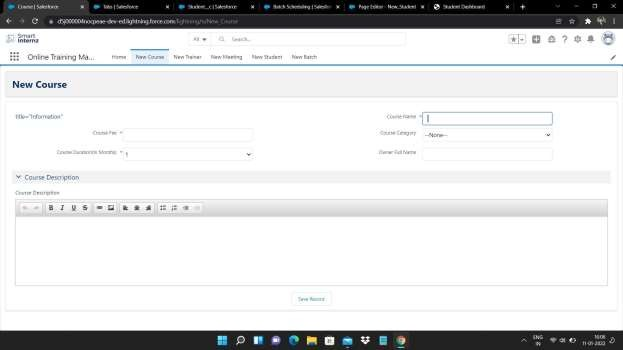 Course | Salesforce
Tabs | Salesforce
Student__c | Salesforce
Batch Scheduling | Salesforce
Page Editor - New_Student
Student Dashboard
d5j00004nocpeae-dev-ed.lightning.force.com/lightning/n/New_Course
Smart
Internz
All
Search...
Online Training Ma...
Home
New Course
New Trainer
New Meeting
New Student
New Batch
New Course
title="Information"
Course Name
Course Fee
Course Category
--None--
Course Duration(In Months)
1
Owner Full Name
Course Description
Course Description
B I U S
Save Record
ENG
IN
16:06
11-01-2022